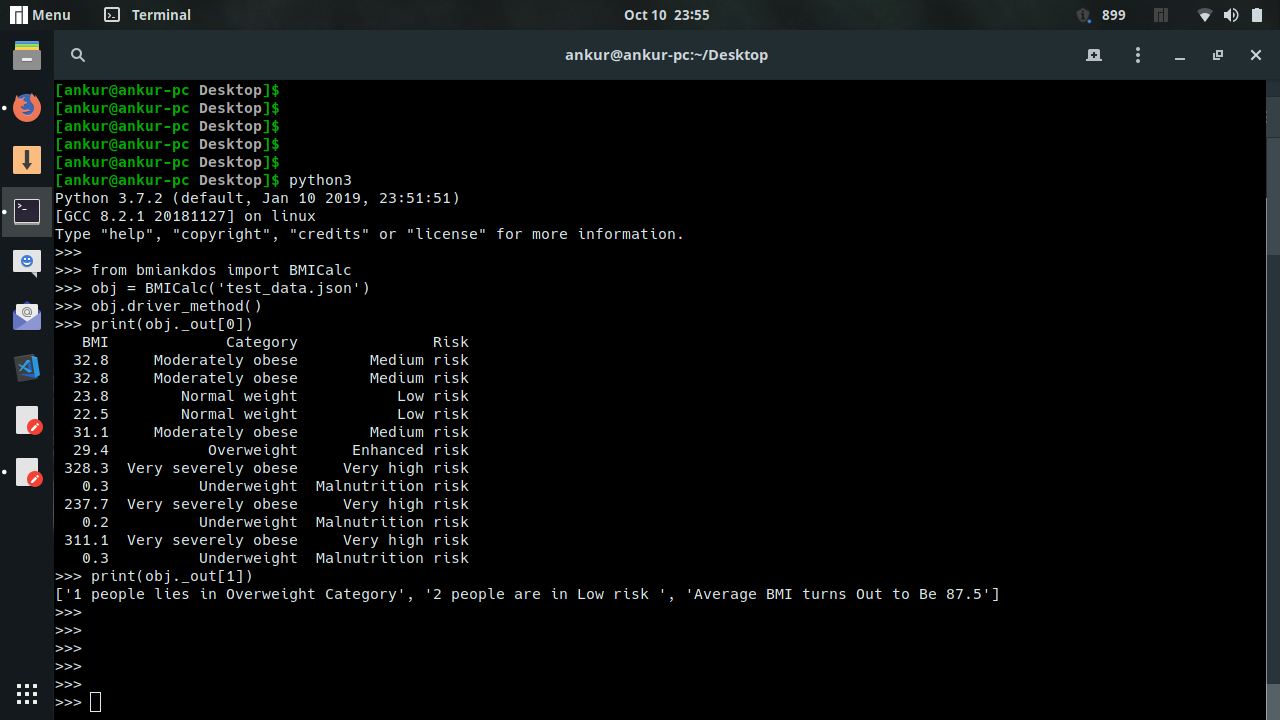 Menu Terminal Oct 10 23:55 899
ankur@ankur-pc:~/Desktop
[ankur@ankur-pc Desktop]$
[ankur@ankur-pc Desktop]$
[ankur@ankur-pc Desktop]$
[ankur@ankur-pc Desktop]$
[ankur@ankur-pc Desktop]$
[ankur@ankur-pc Desktop]$ python3
Python 3.7.2 (default, Jan 10 2019, 23:51:51)
[GCC 8.2.1 20181127] on linux
Type "help", "copyright", "credits" or "license" for more information.
>>>
>>> from bmiankdos import BMICalc
>>> obj = BMICalc('test_data.json')
>>> obj.driver_method()
>>> print(obj._out[0])
   BMI             Category               Risk
  32.8     Moderately obese        Medium risk
  32.8     Moderately obese        Medium risk
  23.8        Normal weight           Low risk
  22.5        Normal weight           Low risk
  31.1     Moderately obese        Medium risk
  29.4           Overweight      Enhanced risk
 328.3  Very severely obese     Very high risk
   0.3          Underweight  Malnutrition risk
 237.7  Very severely obese     Very high risk
   0.2          Underweight  Malnutrition risk
 311.1  Very severely obese     Very high risk
   0.3          Underweight  Malnutrition risk
>>> print(obj._out[1])
['1 people lies in Overweight Category', '2 people are in Low risk ', 'Average BMI turns Out to Be 87.5']
>>>
>>>
>>>
>>>
>>>
>>>